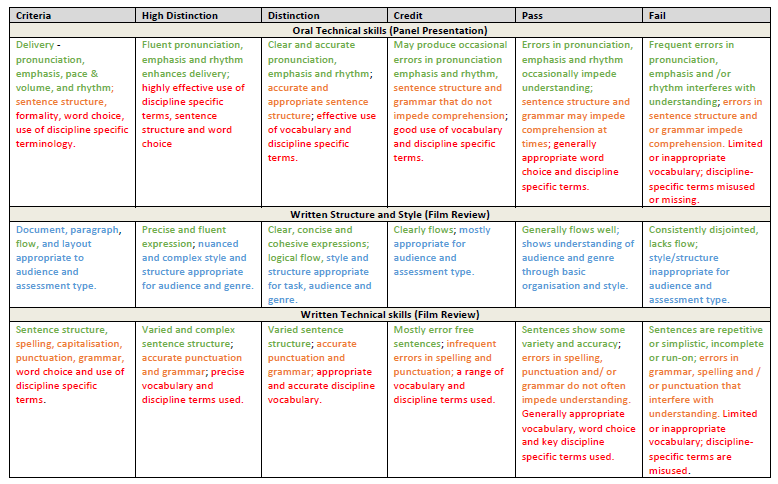 Criteria
High Distinction
Distinction
Credit
Pass
Fail
Oral Technical skills (Panel Presentation)
Delivery -
pronunciation,
emphasis, pace &
volume, and rhythm;
sentence structure,
formality, word choice,
use of discipline specific
terminology.
Fluent pronunciation,
emphasis and rhythm
enhances delivery;
highly effective use of
discipline specific
terms, sentence
structure and word
choice
Clear and accurate
pronunciation,
emphasis and rhythm;
accurate and
appropriate sentence
structure; effective use
of vocabulary and
discipline specific
terms.
May produce occasional
errors in pronunciation
emphasis and rhythm,
sentence structure and
grammar that do not
impede comprehension;
good use of vocabulary
and discipline specific
terms.
Errors in pronunciation,
emphasis and rhythm
occasionally impede
understanding;
sentence structure and
grammar may impede
comprehension at
times; generally
appropriate word
choice and discipline
specific terms.
Frequent errors in
pronunciation,
emphasis and /or
rhythm interferes with
understanding; errors in
sentence structure and
or grammar impede
comprehension. Limited
or inappropriate
vocabulary; discipline-
specific terms misused
or missing.
Written Structure and Style (Film Review)
Document, paragraph,
flow, and layout
appropriate to
audience and
assessment type.
Precise and fluent
expression; nuanced
and complex style and
structure appropriate
for audience and genre.
Clear, concise and
cohesive expressions;
logical flow, style and
structure appropriate
for task, audience and
genre.
Clearly flows; mostly
appropriate for
audience and
assessment type.
Generally flows well;
shows understanding of
audience and genre
through basic
organisation and style.
Consistently disjointed,
lacks flow;
style/structure
inappropriate for
audience and
assessment type.
Written Technical skills (Film Review)
Sentence structure,
spelling, capitalisation,
punctuation, grammar,
word choice and use of
discipline specific
terms.
Varied and complex
sentence structure;
accurate punctuation
and grammar; precise
vocabulary and
discipline terms used.
Varied sentence
structure; accurate
punctuation and
grammar; appropriate
and accurate discipline
vocabulary.
Mostly error free
sentences; infrequent
errors in spelling and
punctuation; a range of
vocabulary and
discipline terms used.
Sentences show some
variety and accuracy;
errors in spelling,
punctuation and/ or
grammar do not often
impede understanding.
Generally appropriate
vocabulary, word choice
and key discipline
specific terms used.
Sentences are repetitive
or simplistic, incomplete
or run-on; errors in
grammar, spelling and /
or punctuation that
interfere with
understanding. Limited
or inappropriate
vocabulary; discipline-
specific terms are
misused.